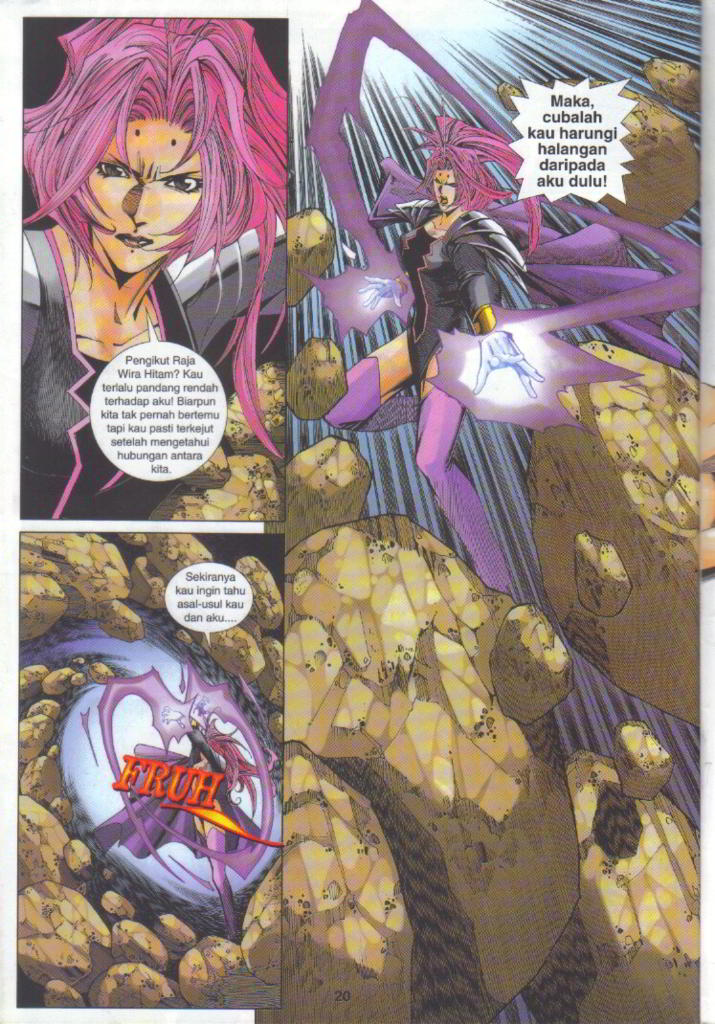 Pengikut Raja
Wira Hitam? Kau
terlalu pandang rendah
terhadap aku! Biarpun
kita tak pernah bertemu
tapi kau pasti terkejut
setelah mengetahui
hubungan antara
kita.
Sekiranya
kau ingin tahu
asal-usul kau
dan aku....
FRUH
Maka,
cubalah
kau harungi
halangan
daripada
aku dulu!
20